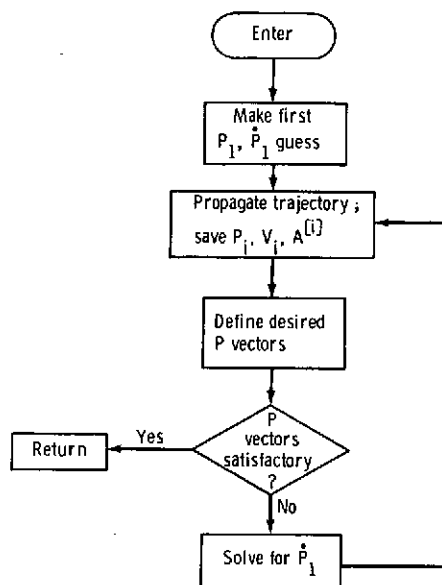 Enter
Make first
P₁, Ṗ₁ guess
Propagate trajectory ;
save Pᵢ, Vᵢ, A⁽ⁱ⁾
Define desired
P vectors
P
vectors
satisfactory
?
Yes
Return
No
Solve for Ṗ₁